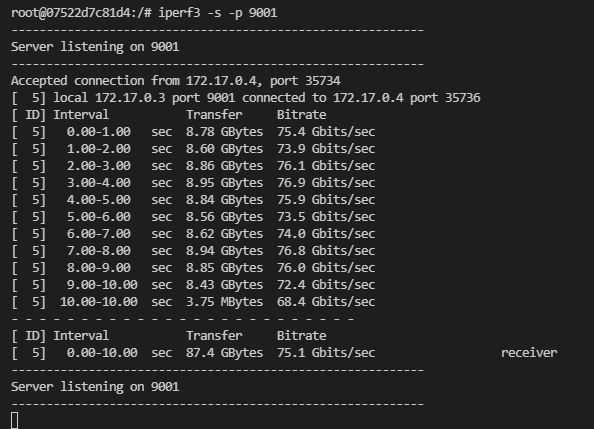 root@07522d7c81d4:/# iperf3 -s -p 9001
-----------------------------------------------------------
Server listening on 9001
-----------------------------------------------------------
Accepted connection from 172.17.0.4, port 35734
[  5] local 172.17.0.3 port 9001 connected to 172.17.0.4 port 35736
[ ID] Interval           Transfer     Bitrate
[  5]   0.00-1.00   sec  8.78 GBytes  75.4 Gbits/sec
[  5]   1.00-2.00   sec  8.60 GBytes  73.9 Gbits/sec
[  5]   2.00-3.00   sec  8.86 GBytes  76.1 Gbits/sec
[  5]   3.00-4.00   sec  8.95 GBytes  76.9 Gbits/sec
[  5]   4.00-5.00   sec  8.84 GBytes  75.9 Gbits/sec
[  5]   5.00-6.00   sec  8.56 GBytes  73.5 Gbits/sec
[  5]   6.00-7.00   sec  8.62 GBytes  74.0 Gbits/sec
[  5]   7.00-8.00   sec  8.94 GBytes  76.8 Gbits/sec
[  5]   8.00-9.00   sec  8.85 GBytes  76.0 Gbits/sec
[  5]   9.00-10.00  sec  8.43 GBytes  72.4 Gbits/sec
[  5]  10.00-10.00  sec  3.75 MBytes  68.4 Gbits/sec
- - - - - - - - - - - - - - - - - - - - - - - - -
[ ID] Interval           Transfer     Bitrate
[  5]   0.00-10.00  sec  87.4 GBytes  75.1 Gbits/sec                  receiver
-----------------------------------------------------------
Server listening on 9001
-----------------------------------------------------------